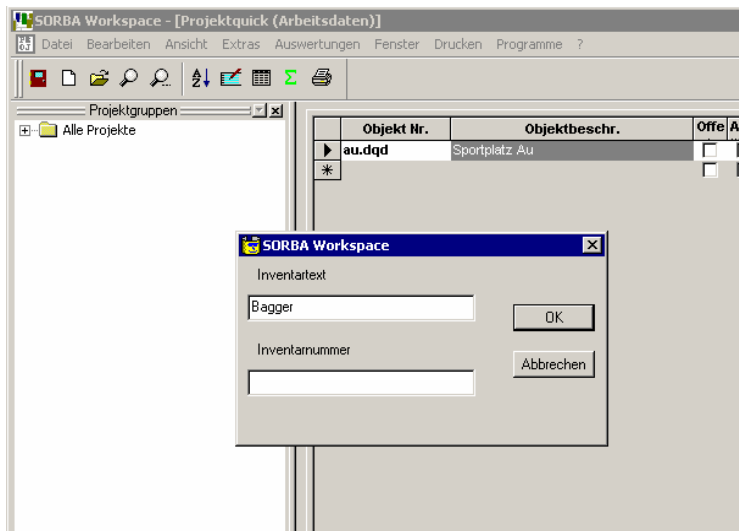 SORBA Workspace - [Projektquick (Arbeitsdaten)]
Datei Bearbeiten Ansicht Extras Auswertungen Fenster Drucken Programme ?
Projektgruppen
Alle Projekte
Objekt Nr. Objektbeschr. Offe A
au.dqd Sportplatz Au
SORBA Workspace
Inventartext
Bagger
OK
Inventarnummer
Abbrechen